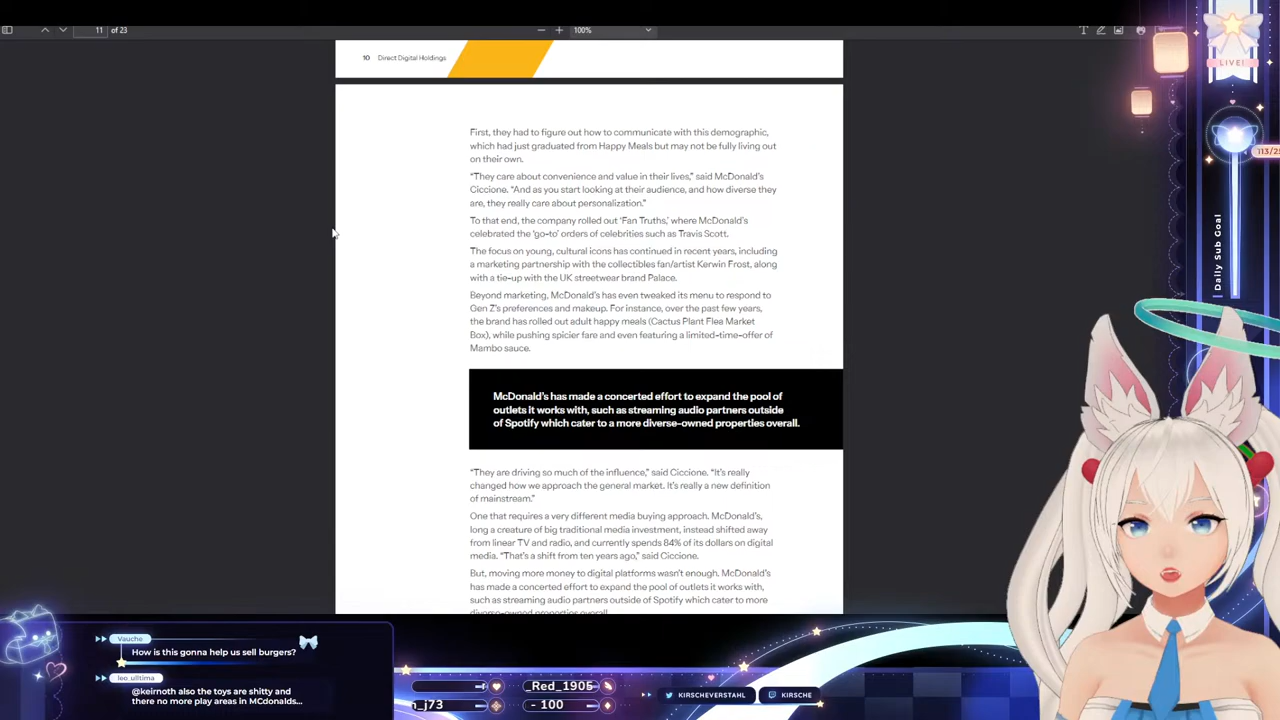 11 of 23
100%
10 Direct Digital Holdings
First, they had to figure out how to communicate with this demographic,
which had just graduated from Happy Meals but may not be fully living out
on their own.
“They care about convenience and value in their lives,” said McDonald’s
Ciccione. “And as you start looking at their audience, and how diverse they
are, they really care about personalization.”
To that end, the company rolled out ‘Fan Truths,’ where McDonald’s
celebrated the ‘go-to’ orders of celebrities such as Travis Scott.
The focus on young, cultural icons has continued in recent years, including
a marketing partnership with the collectibles fan/artist Kerwin Frost, along
with a tie-up with the UK streetwear brand Palace.
Beyond marketing, McDonald’s has even tweaked its menu to respond to
Gen Z’s preferences and makeup. For instance, over the past few years,
the brand has rolled out adult happy meals (Cactus Plant Flea Market
Box), while pushing spicier fare and even featuring a limited-time-offer of
Mambo sauce.
McDonald’s has made a concerted effort to expand the pool of
outlets it works with, such as streaming audio partners outside
of Spotify which cater to a more diverse-owned properties overall.
“They are driving so much of the influence,” said Ciccione. “It’s really
changed how we approach the general market. It’s really a new definition
of mainstream.”
One that requires a very different media buying approach. McDonald’s,
long a creature of big traditional media investment, instead shifted away
from linear TV and radio, and currently spends 84% of its dollars on digital
media. “That’s a shift from ten years ago,” said Ciccione.
But, moving more money to digital platforms wasn’t enough. McDonald’s
has made a concerted effort to expand the pool of outlets it works with,
such as streaming audio partners outside of Spotify which cater to more
diverse-owned properties overall.
LIVE!
113/25
Daily Sub Goal
Vauche
How is this gonna help us sell burgers?
leo_ulltima
@keirnoth also the toys are shitty and
there no more play areas in MCdonalds...
_Red_1905
n_j73
- 100
KIRSCHEVERSTAHL
KIRSCHE